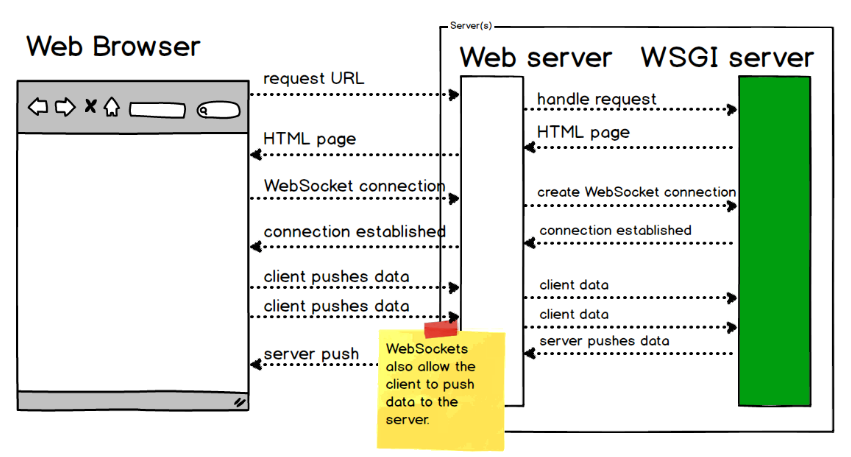 Server(s)
Web Browser
Web server
WSGI server
request URL
handle request
HTML page
HTML page
WebSocket connection
create WebSocket connection
connection established
connection established
client pushes data
client data
client pushes data
client data
server pushes data
server push
WebSockets
also allow the
client to push
data to the
server.